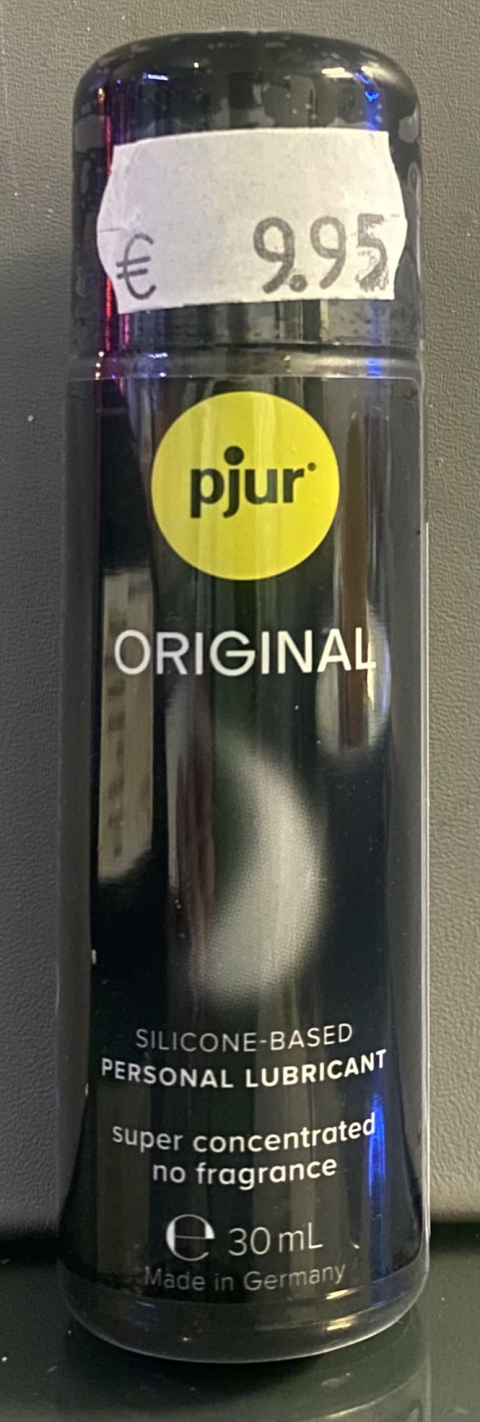 € 9.95
pjur®
ORIGINAL
SILICONE-BASED
PERSONAL LUBRICANT
super concentrated
no fragrance
℮ 30 mL
Made in Germany